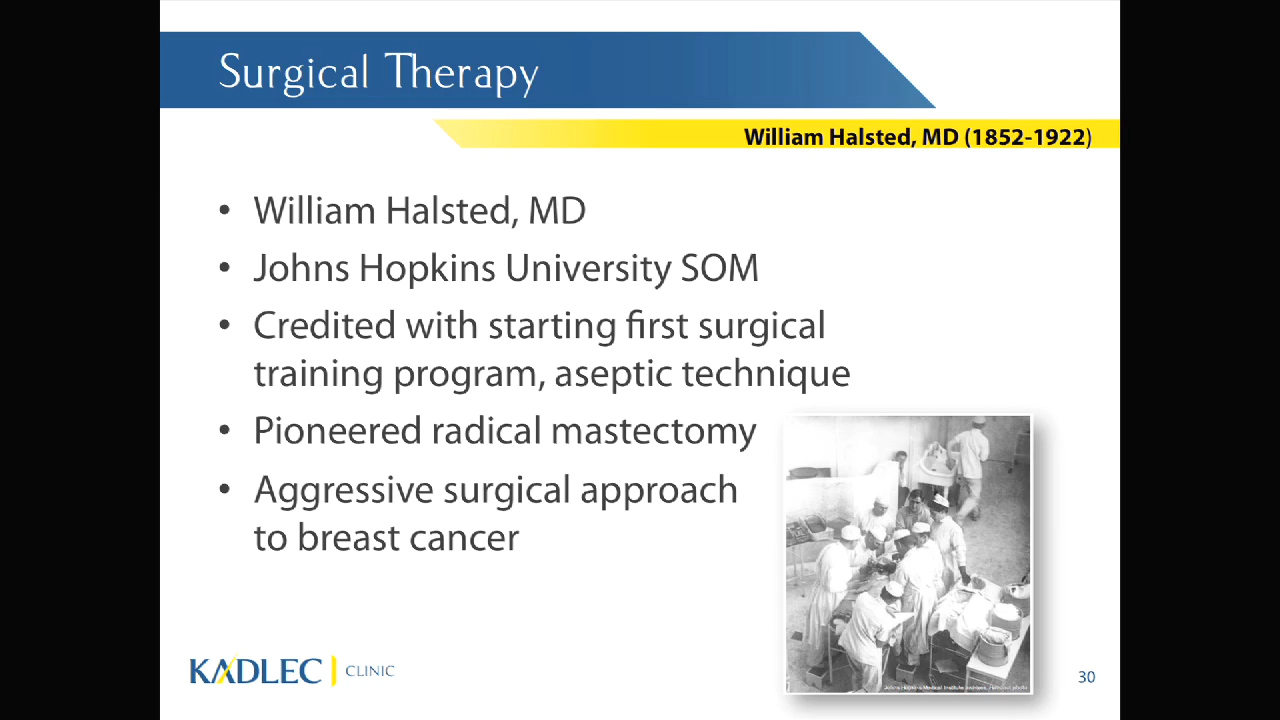 Surgical Therapy
William Halsted, MD (1852-1922)
• William Halsted, MD
• Johns Hopkins University SOM
• Credited with starting first surgical
training program, aseptic technique
• Pioneered radical mastectomy
• Aggressive surgical approach
to breast cancer
KADLEC | CLINIC
30